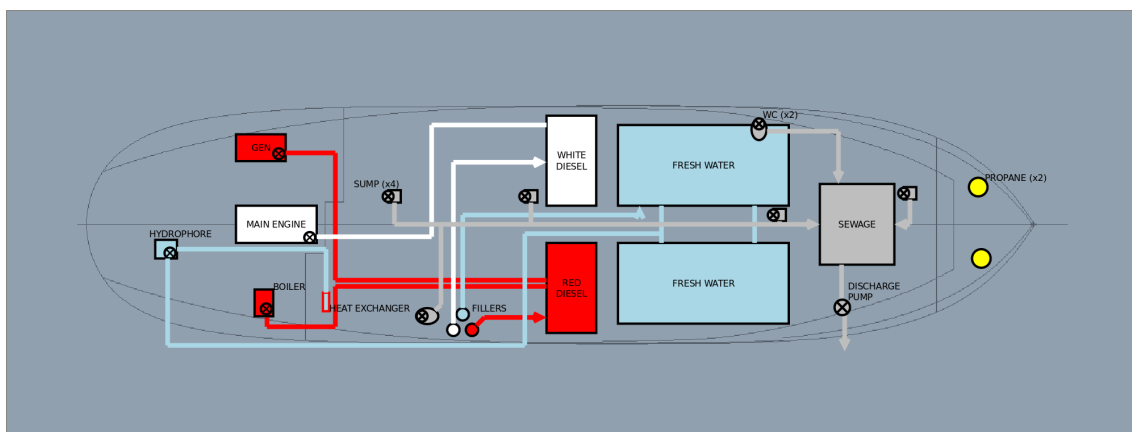 WC (x2)
GEN
WHITE
DIESEL
FRESH WATER
SUMP (x4)
PROPANE (x2)
MAIN ENGINE
SEWAGE
HYDROPHORE
BOILER
RED
DIESEL
FRESH WATER
DISCHARGE
PUMP
HEAT EXCHANGER
FILLERS